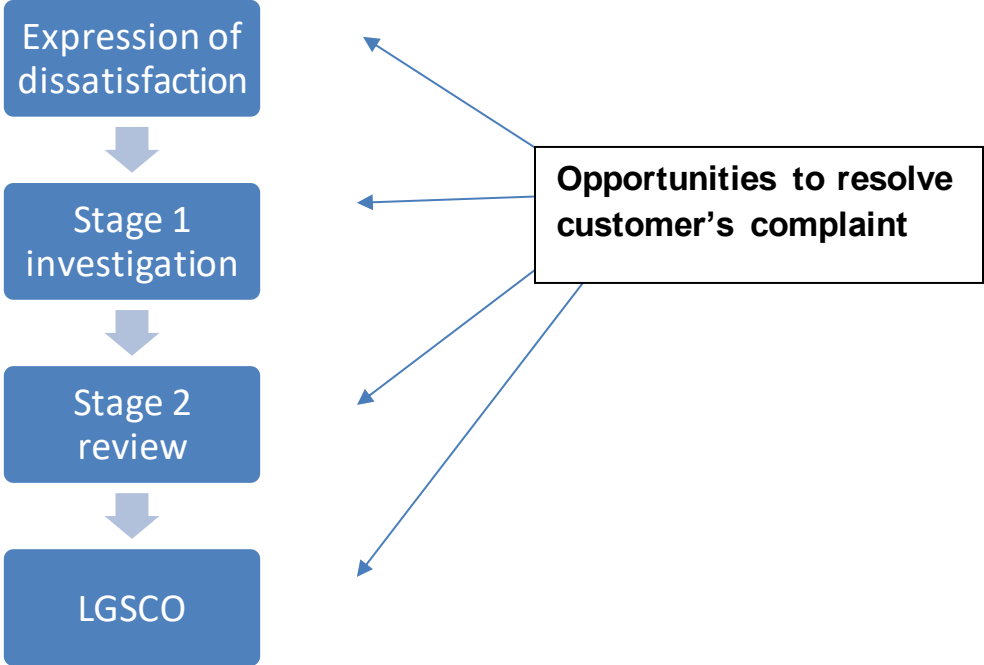 Expression of
dissatisfaction
Stage 1
investigation
Stage 2
review
LGSCO
Opportunities to resolve
customer’s complaint